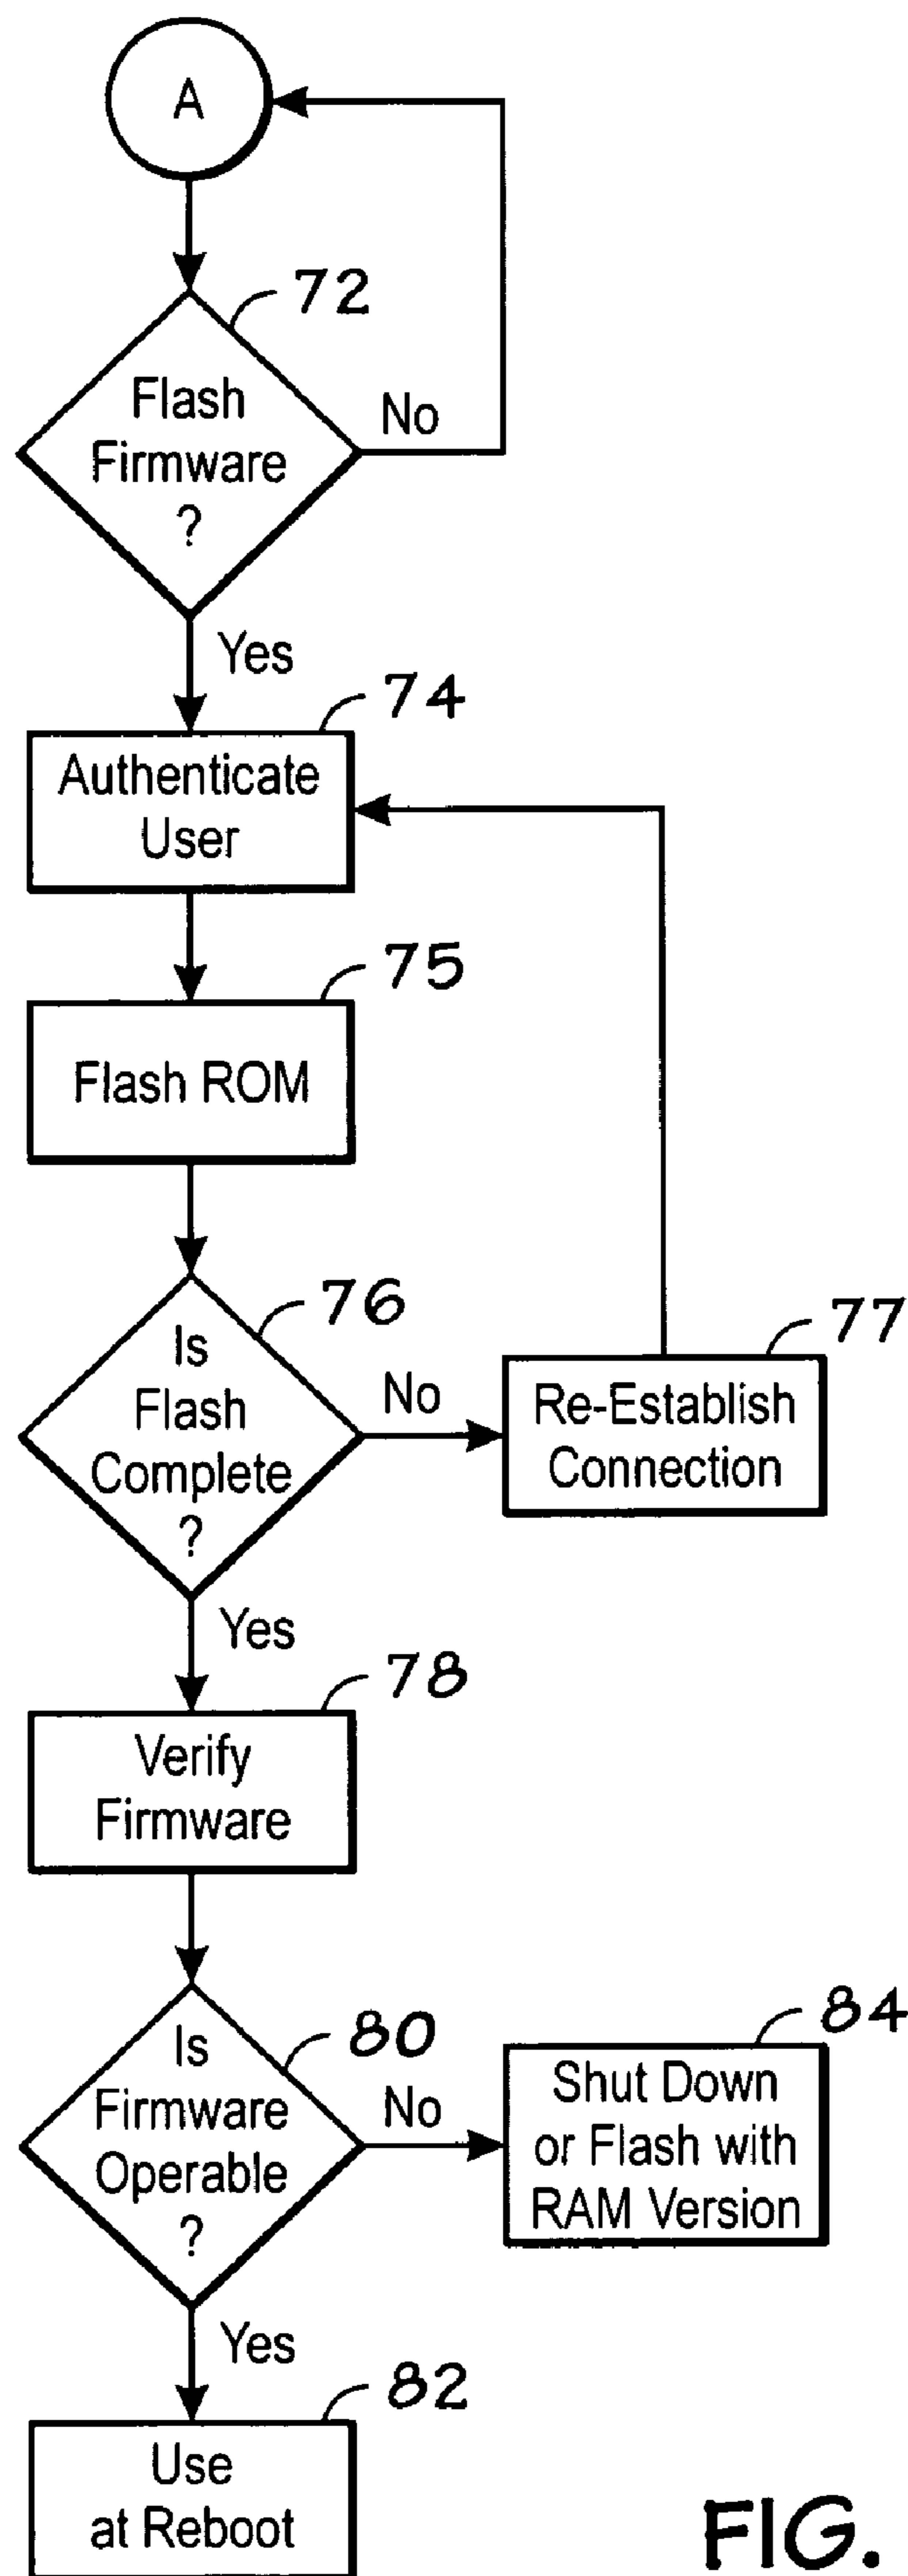 A
72
Flash
Firmware
?
No
Yes
74
Authenticate
User
75
Flash ROM
76
Is
Flash
Complete
?
No
77
Re-Establish
Connection
Yes
78
Verify
Firmware
80
Is
Firmware
Operable
?
No
84
Shut Down
or Flash with
RAM Version
Yes
82
Use
at Reboot
FIG.